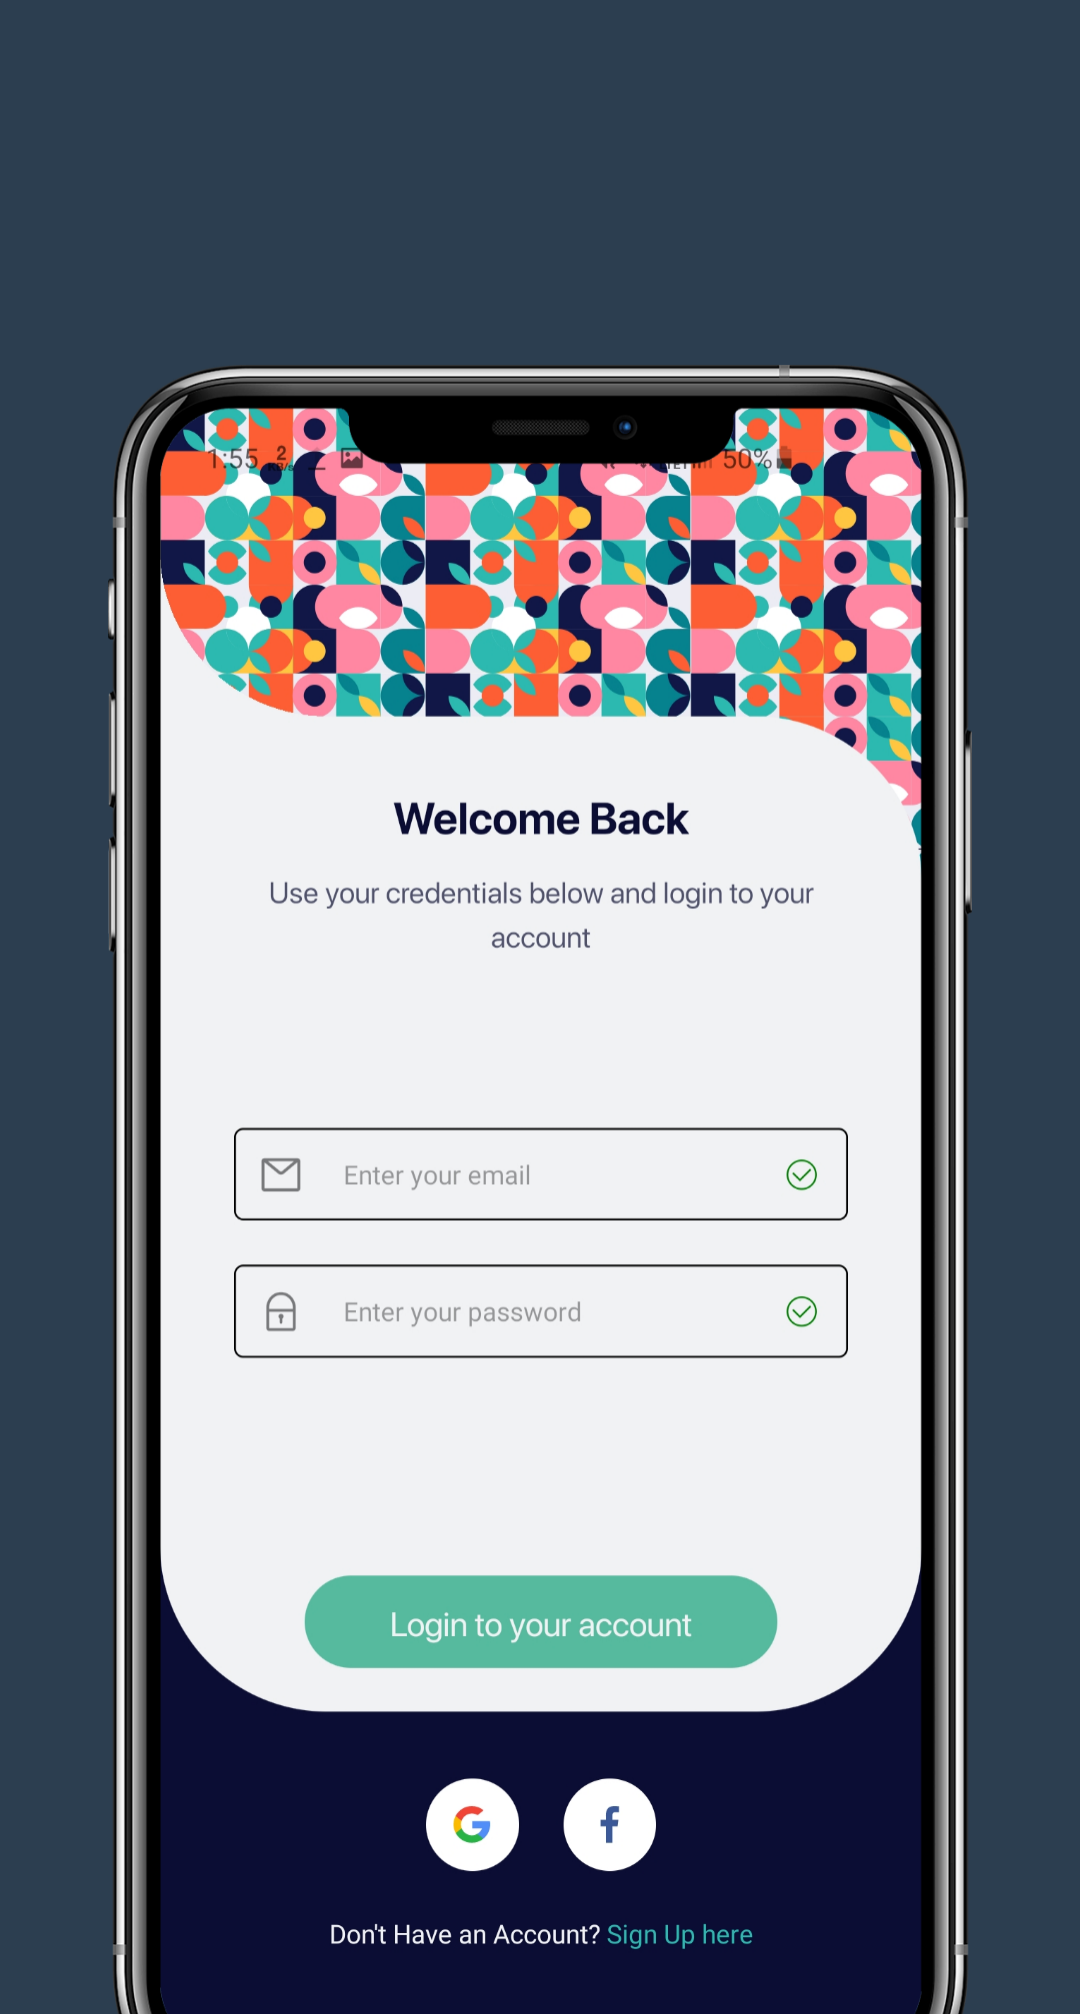 1:55 2 50%
Welcome Back
Use your credentials below and login to your
account
Enter your email
Enter your password
Login to your account
G f
Don't Have an Account? Sign Up here